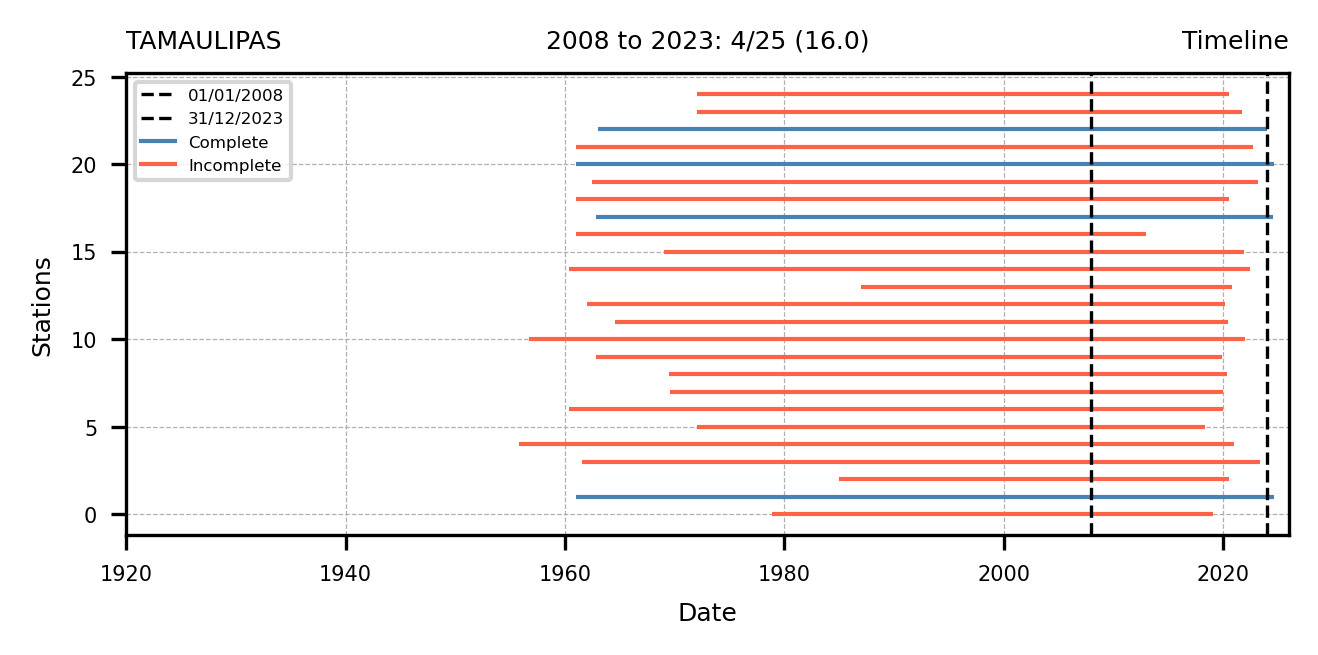 TAMAULIPAS
2008 to 2023: 4/25 (16.0)
Timeline
01/01/2008
31/12/2023
Complete
Incomplete
Stations
25
20
15
10
5
0
1920
1940
1960
1980
2000
2020
Date